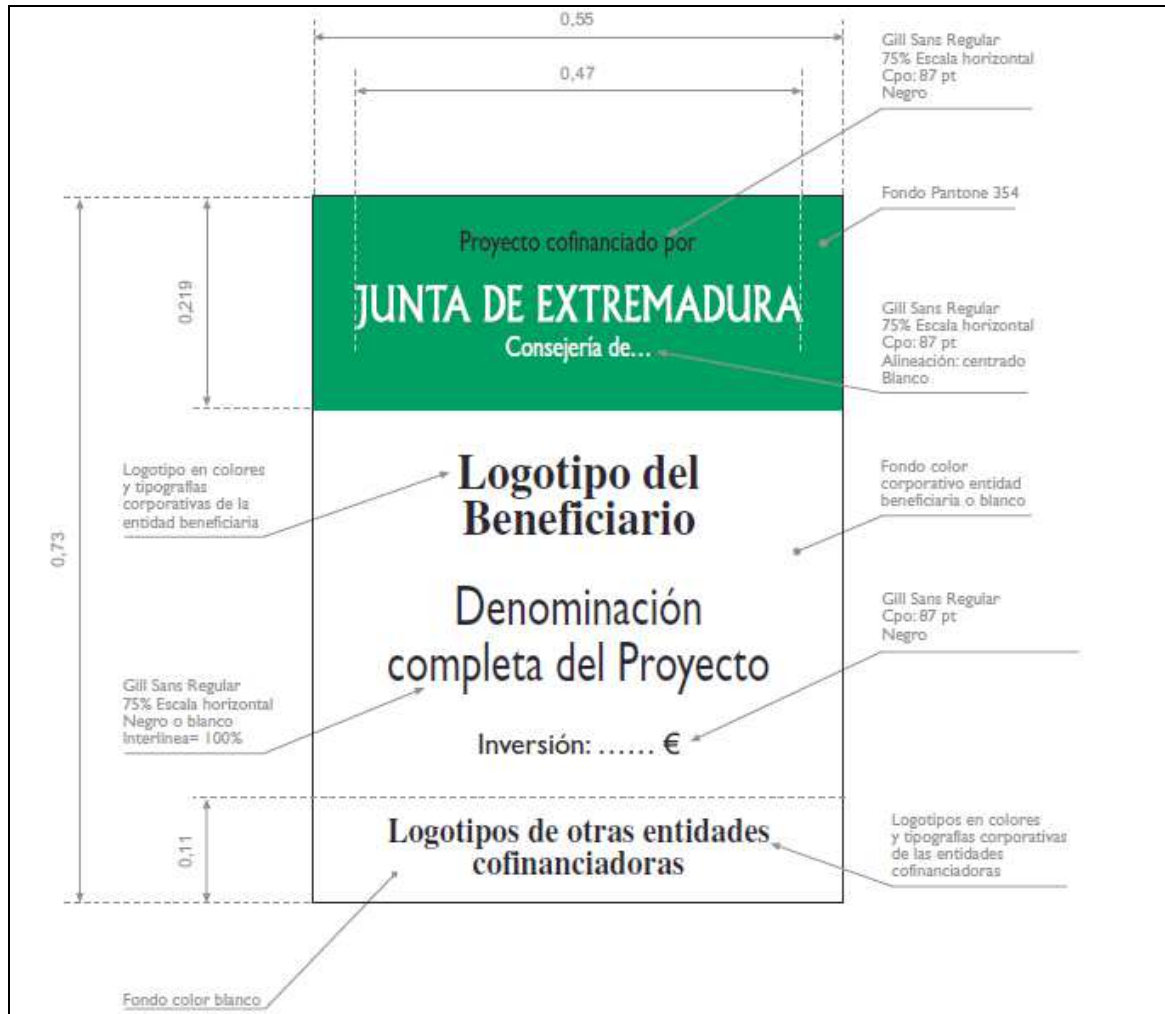 0,55
0,47
Gill Sans Regular
75% Escala horizontal
Cpo: 87 pt
Negro
Fondo Pantone 354
Proyecto cofinanciado por
JUNTA DE EXTREMADURA
Consejería de...
0,219
Gill Sans Regular
75% Escala horizontal
Cpo: 87 pt
Alineación: centrado
Blanco
Logotipo en colores
y tipografías
corporativas de la
entidad beneficiaria
Logotipo del
Beneficiario
Fondo color
corporativo entidad
beneficiaria o blanco
0,73
Denominación
completa del Proyecto
Gill Sans Regular
Cpo: 87 pt
Negro
Gill Sans Regular
75% Escala horizontal
Negro o blanco
Interlinea= 100%
Inversión: ...... €
0,11
Logotipos de otras entidades
cofinanciadoras
Logotipos en colores
y tipografías corporativas
de las entidades
cofinanciadoras
Fondo color blanco